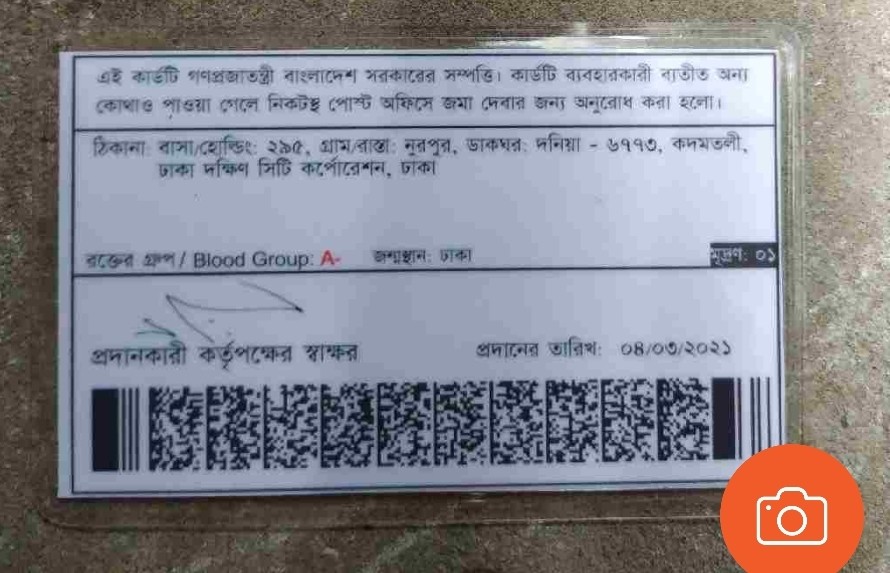 এই কার্ডটি গণপ্রজাতন্ত্রী বাংলাদেশ সরকারের সম্পত্তি। কার্ডটি ব্যবহারকারী ব্যতীত অন্য
কোথাও পাওয়া গেলে নিকটস্থ পোস্ট অফিসে জমা দেবার জন্য অনুরোধ করা হলো।
ঠিকানা: বাসা/হোল্ডিং: ২৯৫, গ্রাম/রাস্তা: নুরপুর, ডাকঘর: দনিয়া - ৬৭৭৩, কদমতলী,
ঢাকা দক্ষিণ সিটি কর্পোরেশন, ঢাকা
রক্তের গ্রুপ / Blood Group: A- জন্মস্থান: ঢাকা মুদ্রণ: ০১
প্রদানকারী কর্তৃপক্ষের স্বাক্ষর প্রদানের তারিখ: ০৪/০৩/২০২১